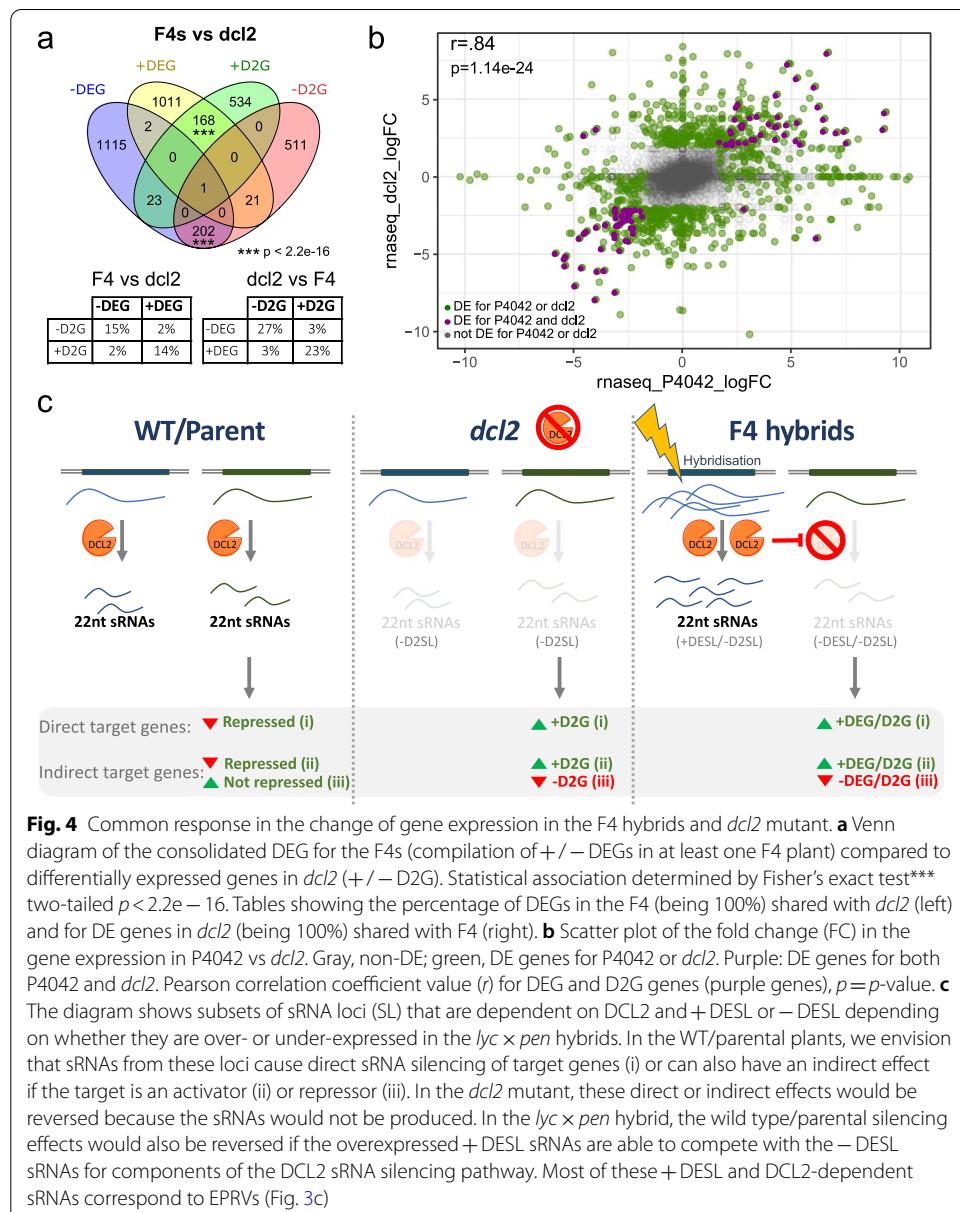 a
F4s vs dcl2
-DEG
+DEG
+D2G
-D2G
1115
1011
534
511
2
168
***
0
0
0
23
1
21
0
0
202
***
*** p < 2.2e-16
F4 vs dcl2
-DEG +DEG
-D2G 15% 2%
+D2G 2% 14%
dcl2 vs F4
-D2G +D2G
-DEG 27% 3%
+DEG 3% 23%
b
r=.84
p=1.14e-24
rnaseq_dcl2_logFC
5
0
−5
−10
DE for P4042 or dcl2
DE for P4042 and dcl2
not DE for P4042 or dcl2
−10 −5 0 5 10
rnaseq_P4042_logFC
c
WT/Parent
dcl2
DCL2
F4 hybrids
Hybridisation
DCL2 DCL2 DCL2 DCL2 DCL2 DCL2 DCL2
22nt sRNAs 22nt sRNAs
22nt sRNAs 22nt sRNAs
(-D2SL) (-D2SL)
22nt sRNAs 22nt sRNAs
(+DESL/-D2SL) (-DESL/-D2SL)
Direct target genes: Repressed (i) +D2G (i) +DEG/D2G (i)
Indirect target genes: Repressed (ii) +D2G (ii) +DEG/D2G (ii)
Not repressed (iii) -D2G (iii) -DEG/D2G (iii)
Fig. 4 Common response in the change of gene expression in the F4 hybrids and dcl2 mutant. a Venn
diagram of the consolidated DEG for the F4s (compilation of + / − DEGs in at least one F4 plant) compared to
differentially expressed genes in dcl2 (+ / − D2G). Statistical association determined by Fisher’s exact test***
two-tailed p < 2.2e − 16. Tables showing the percentage of DEGs in the F4 (being 100%) shared with dcl2 (left)
and for DE genes in dcl2 (being 100%) shared with F4 (right). b Scatter plot of the fold change (FC) in the
gene expression in P4042 vs dcl2. Gray, non-DE; green, DE genes for P4042 or dcl2. Purple: DE genes for both
P4042 and dcl2. Pearson correlation coefficient value (r) for DEG and D2G genes (purple genes), p = p-value. c
The diagram shows subsets of sRNA loci (SL) that are dependent on DCL2 and + DESL or − DESL depending
on whether they are over- or under-expressed in the lyc × pen hybrids. In the WT/parental plants, we envision
that sRNAs from these loci cause direct sRNA silencing of target genes (i) or can also have an indirect effect
if the target is an activator (ii) or repressor (iii). In the dcl2 mutant, these direct or indirect effects would be
reversed because the sRNAs would not be produced. In the lyc × pen hybrid, the wild type/parental silencing
effects would also be reversed if the overexpressed + DESL sRNAs are able to compete with the − DESL
sRNAs for components of the DCL2 sRNA silencing pathway. Most of these + DESL and DCL2-dependent
sRNAs correspond to EPRVs (Fig. 3c)